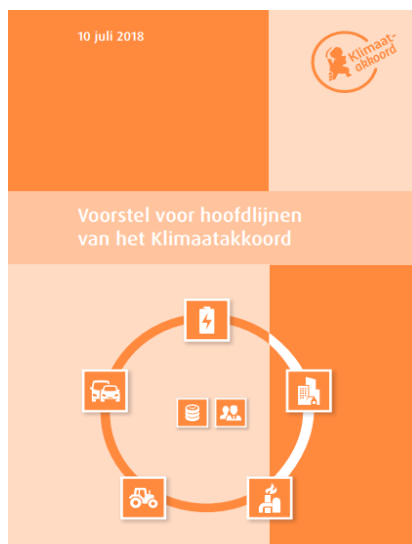 10 juli 2018
Klimaat-
akkoord
Voorstel voor hoofdlijnen
van het Klimaatakkoord